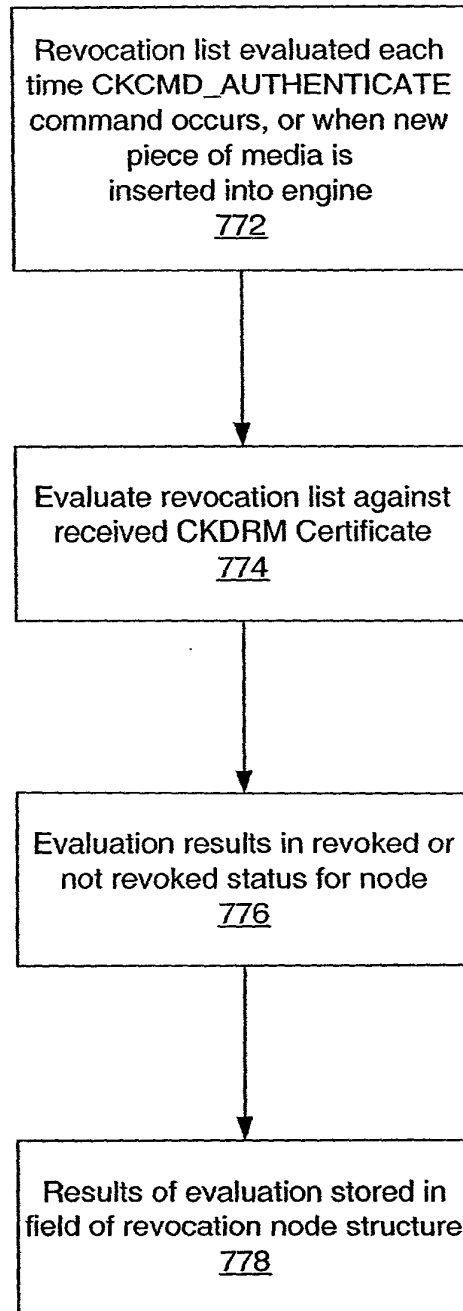 Revocation list evaluated each
time CKCMD_AUTHENTICATE
command occurs, or when new
piece of media is
inserted into engine
772
Evaluate revocation list against
received CKDRM Certificate
774
Evaluation results in revoked or
not revoked status for node
776
Results of evaluation stored in
field of revocation node structure
778